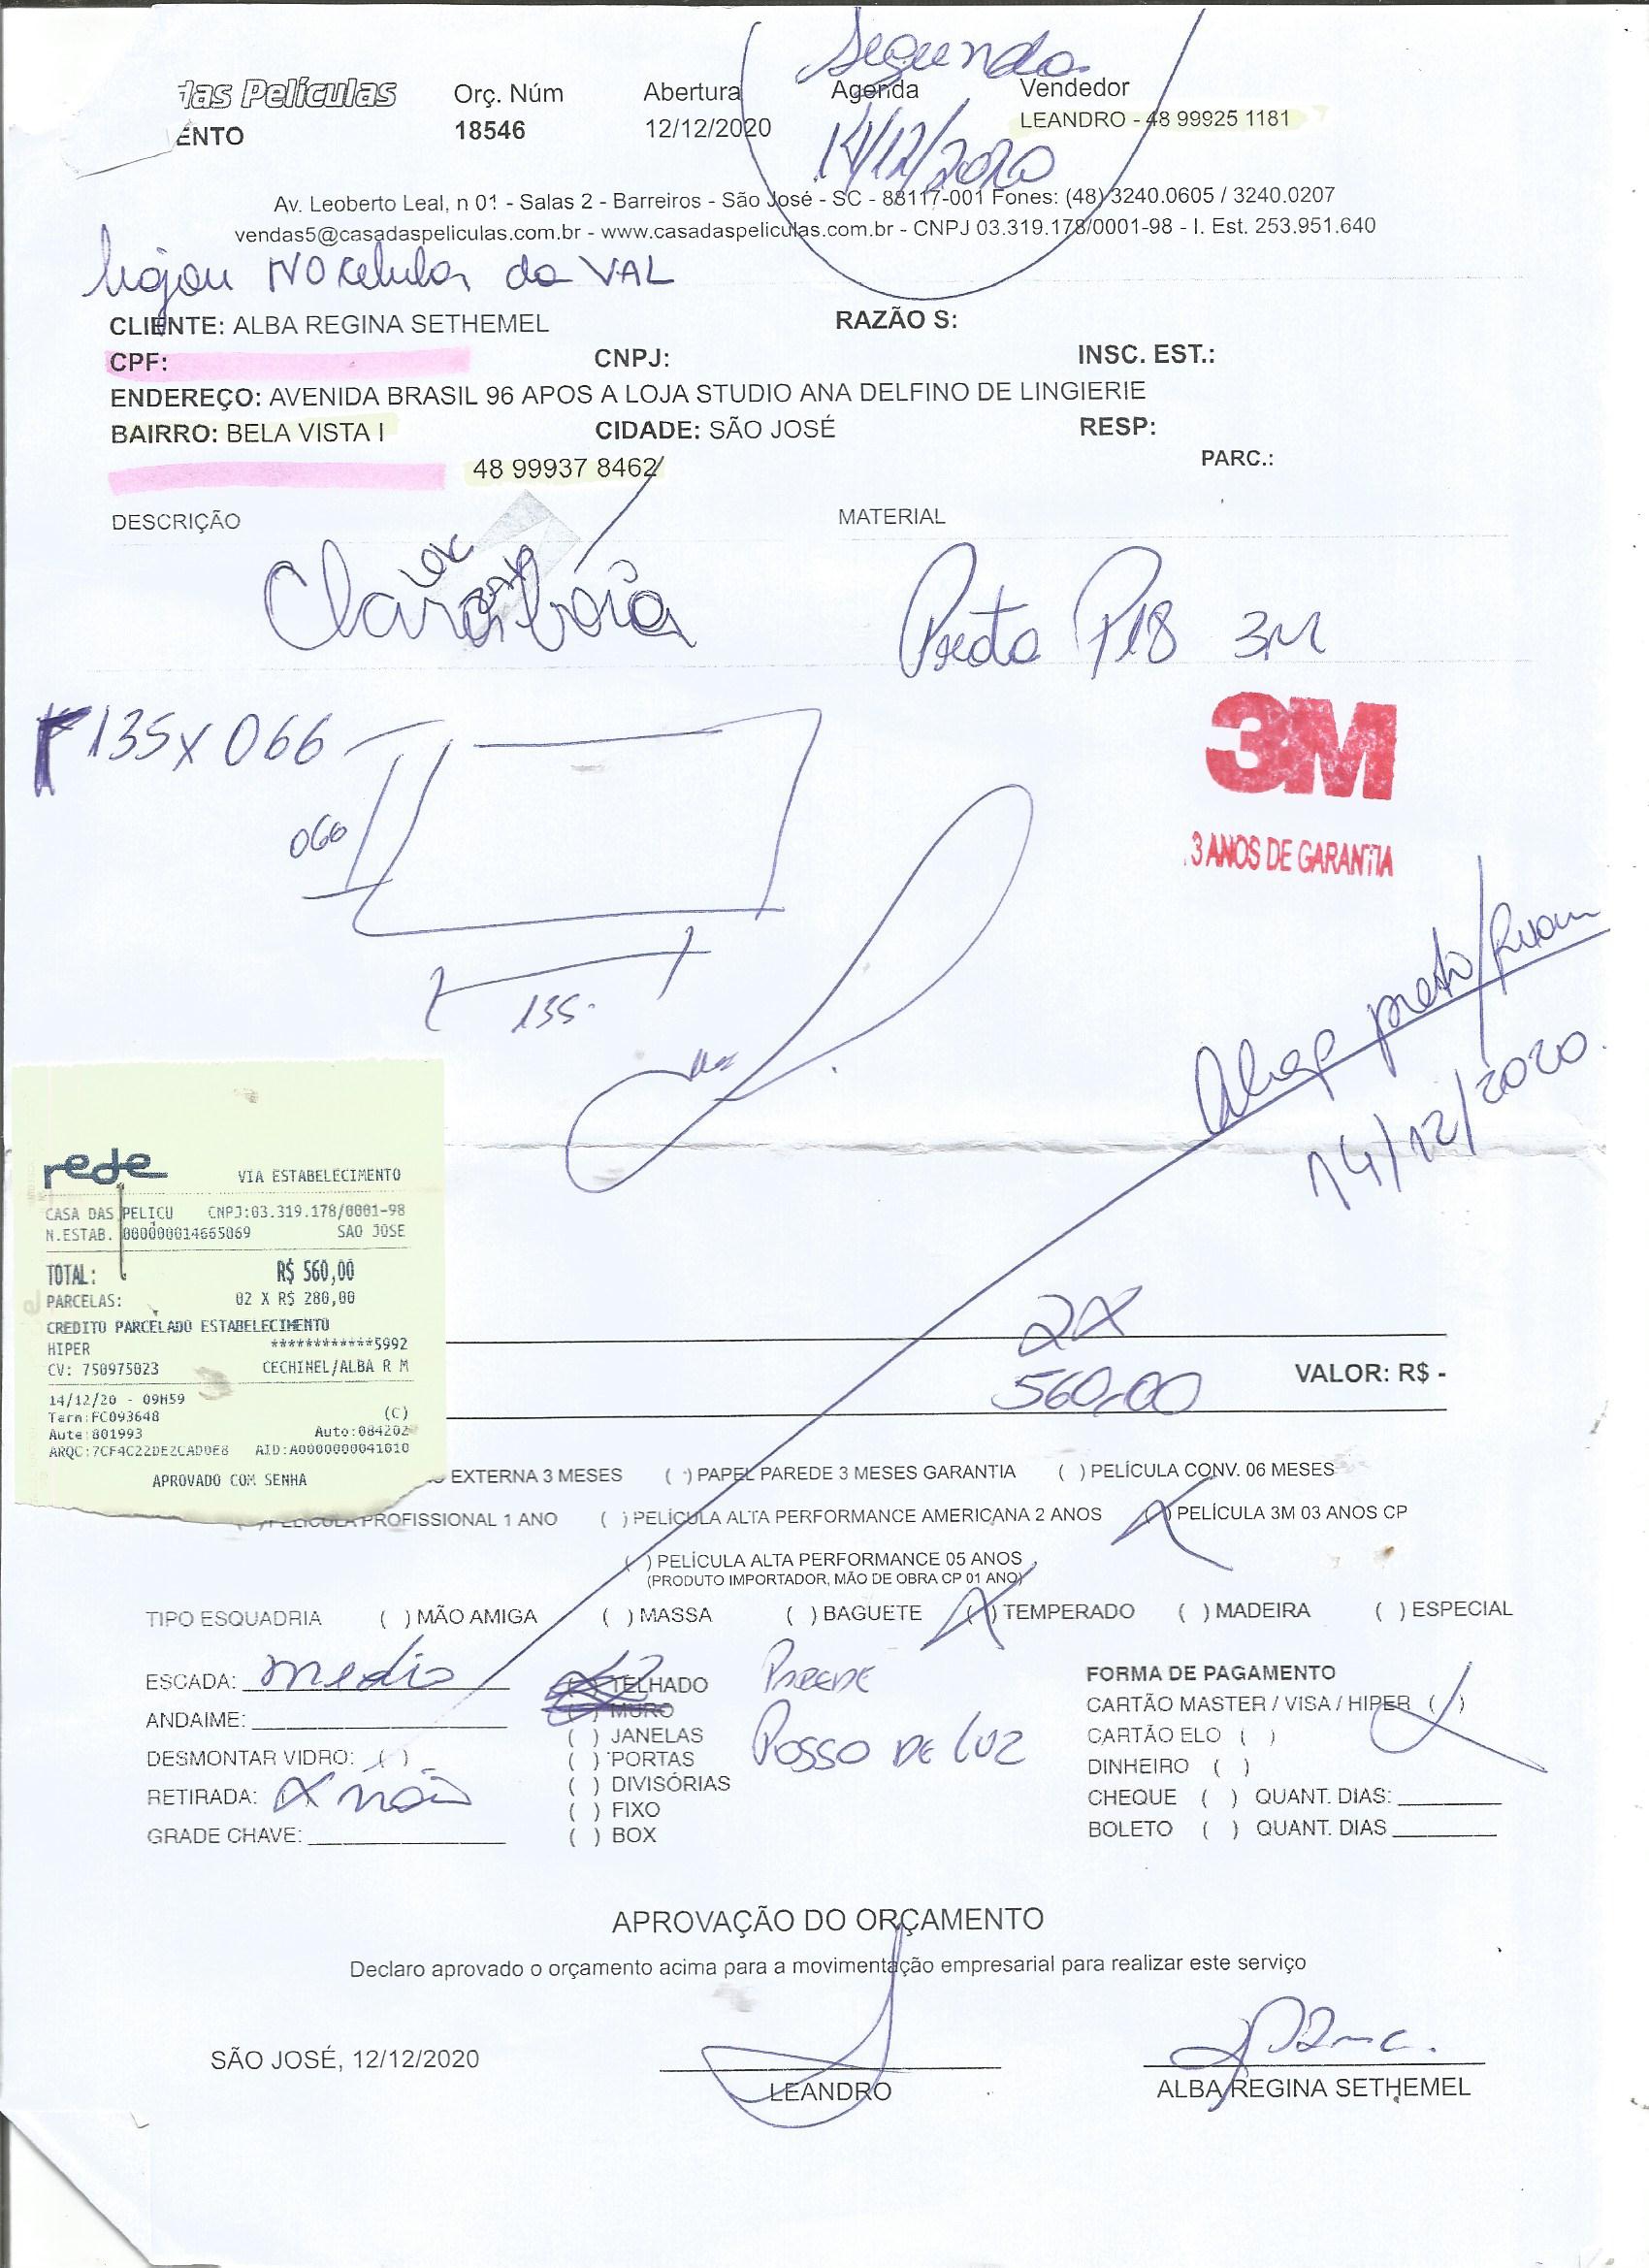 das Películas
Orç. Núm Abertura Agenda Vendedor
Segunda
ENTO 18546 12/12/2020 14/12/2020 LEANDRO - 48 99925 1181
Av. Leoberto Leal, n 01 - Salas 2 - Barreiros - São José - SC - 88117-001 Fones: (48) 3240.0605 / 3240.0207
vendas5@casadaspeliculas.com.br - www.casadaspeliculas.com.br - CNPJ 03.319.178/0001-98 - I. Est. 253.951.640
NO celular da VAL
CLIENTE: ALBA REGINA SETHEMEL RAZÃO S:
CPF: CNPJ: INSC. EST.:
ENDEREÇO: AVENIDA BRASIL 96 APOS A LOJA STUDIO ANA DELFINO DE LINGIERIE
BAIRRO: BELA VISTA I CIDADE: SÃO JOSÉ RESP:
48 99937 8462 PARC.:
DESCRIÇÃO MATERIAL
Claraboia Preto P18 3M
135 x 066
3M
066
3 ANOS DE GARANTIA
135
preto/Ruan
14/12/2020
rede
VIA ESTABELECIMENTO
CASA DAS PELICU CNPJ:03.319.178/0001-98
N.ESTAB. 000000014665069 SAO JOSE
TOTAL: R$ 560,00
PARCELAS: 02 X R$ 280,00
CREDITO PARCELADO ESTABELECIMENTO
HIPER ************5992
CV: 750975023 CECHINEL/ALBA R M
14/12/20 - 09H59
Term:FC093648 (C)
Aute:801993 Auto:084202
ARQC:7CF4C22DE2CAD0E8 AID:A0000000041010
APROVADO COM SENHA
2X
560,00 VALOR: R$ -
EXTERNA 3 MESES ( ) PAPEL PAREDE 3 MESES GARANTIA ( ) PELÍCULA CONV. 06 MESES
( ) PELÍCULA PROFISSIONAL 1 ANO ( ) PELÍCULA ALTA PERFORMANCE AMERICANA 2 ANOS (X) PELÍCULA 3M 03 ANOS CP
( ) PELÍCULA ALTA PERFORMANCE 05 ANOS
(PRODUTO IMPORTADOR, MÃO DE OBRA CP 01 ANO)
TIPO ESQUADRIA ( ) MÃO AMIGA ( ) MASSA ( ) BAGUETE (X) TEMPERADO ( ) MADEIRA ( ) ESPECIAL
ESCADA: medio
ANDAIME:
DESMONTAR VIDRO: ( )
RETIRADA: X não
GRADE CHAVE:
TELHADO PAREDE
( ) MURO
( ) JANELAS POSSO DE LUZ
( ) PORTAS
( ) DIVISÓRIAS
( ) FIXO
( ) BOX
FORMA DE PAGAMENTO
CARTÃO MASTER / VISA / HIPER (X)
CARTÃO ELO ( )
DINHEIRO ( )
CHEQUE ( ) QUANT. DIAS:
BOLETO ( ) QUANT. DIAS
APROVAÇÃO DO ORÇAMENTO
Declaro aprovado o orçamento acima para a movimentação empresarial para realizar este serviço
SÃO JOSÉ, 12/12/2020
LEANDRO
ALBA REGINA SETHEMEL